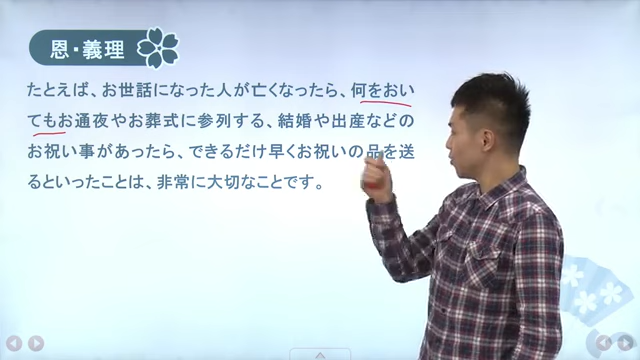 恩・義理
たとえば、お世話になった人が亡くなったら、何をおい
てもお通夜やお葬式に参列する、結婚や出産などの
お祝い事があったら、できるだけ早くお祝いの品を送
るといったことは、非常に大切なことです。